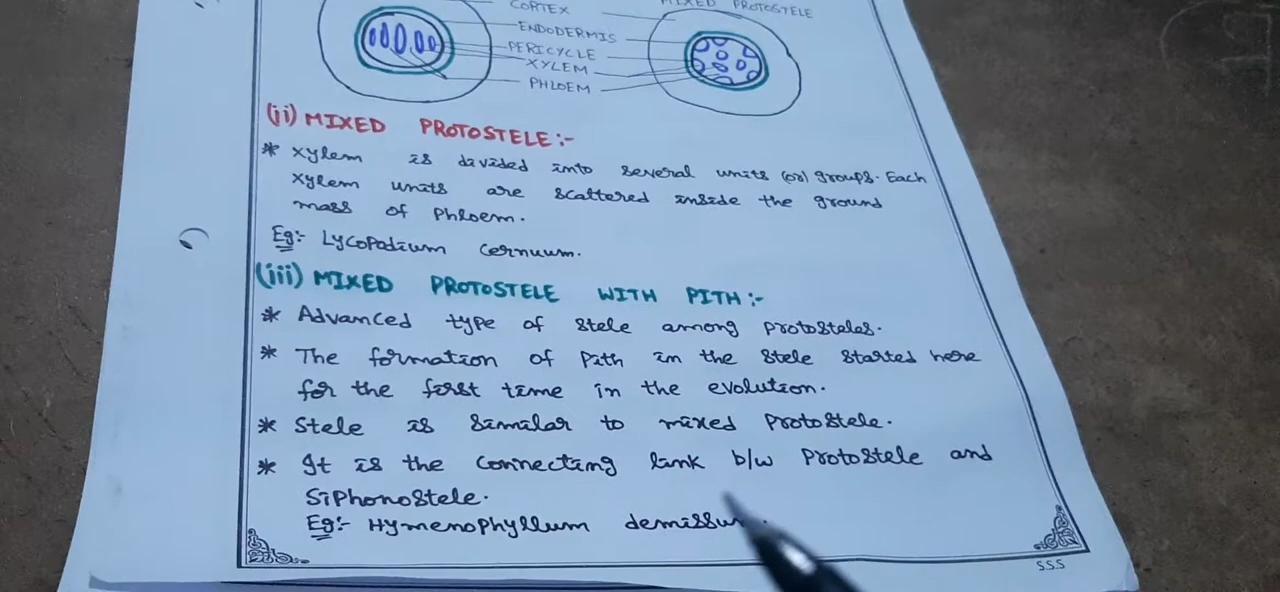 CORTEX
MIXED PROTOSTELE
ENDODERMIS
PERICYCLE
XYLEM
PHLOEM
(ii) MIXED PROTOSTELE :-
* Xylem is divided into several units (or) groups. Each
xylem units are scattered inside the ground
mass of Phloem.
Eg:- Lycopodium cernuum.
(iii) MIXED PROTOSTELE WITH PITH :-
* Advanced type of stele among protosteles.
* The formation of Pith in the stele started here
for the first time in the evolution.
* Stele is similar to mixed Protostele.
* It is the connecting link b/w Protostele and
Siphonostele.
Eg:- Hymenophyllum demissum.
S.S.S